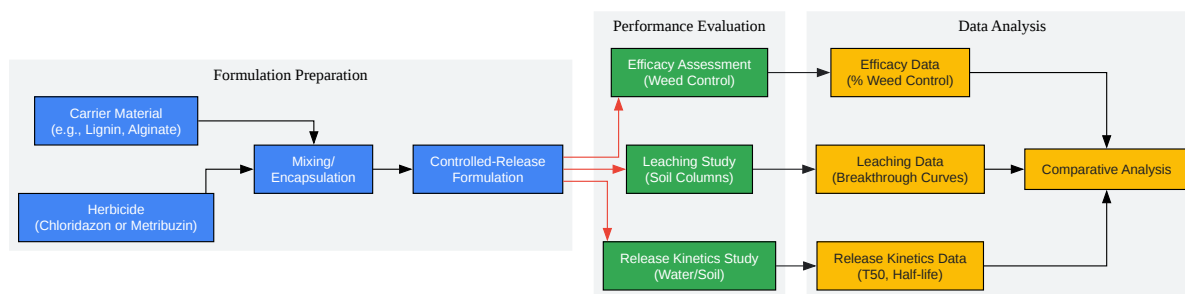 Formulation Preparation
Carrier Material
(e.g., Lignin, Alginate)
Herbicide
(Chloridazon or Metribuzin)
Mixing/
Encapsulation
Controlled-Release
Formulation
Performance Evaluation
Efficacy Assessment
(Weed Control)
Leaching Study
(Soil Columns)
Release Kinetics Study
(Water/Soil)
Data Analysis
Efficacy Data
(% Weed Control)
Leaching Data
(Breakthrough Curves)
Release Kinetics Data
(T50, Half-life)
Comparative Analysis